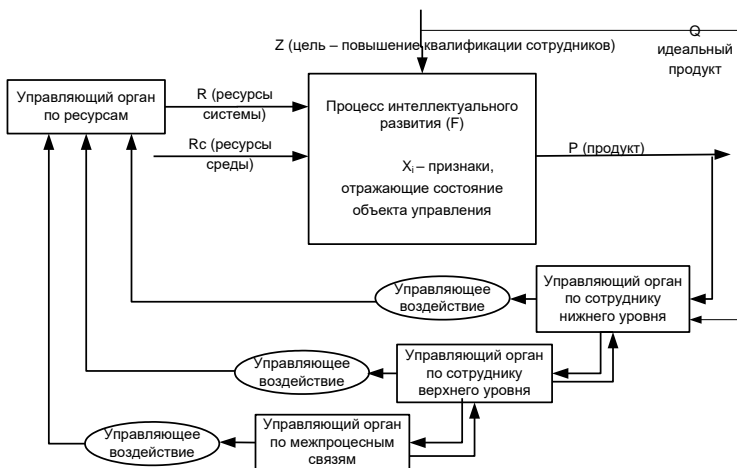 Z (цель – повышение квалификации сотрудников)
Q
идеальный
продукт
Управляющий орган
по ресурсам
R (ресурсы
системы)
Rc (ресурсы
среды)
Процесс интеллектуального
развития (F)
Xi – признаки,
отражающие состояние
объекта управления
P (продукт)
Управляющее
воздействие
Управляющий орган
по сотруднику
нижнего уровня
Управляющее
воздействие
Управляющий орган
по сотруднику
верхнего уровня
Управляющее
воздействие
Управляющий орган
по межпроцесным
связям